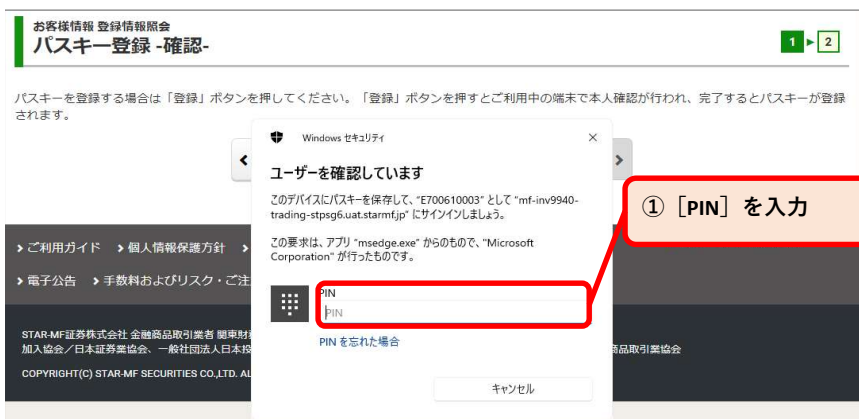 お客様情報 登録情報照会
パスキー登録 -確認-
1 ▶ 2
パスキーを登録する場合は「登録」ボタンを押してください。「登録」ボタンを押すとご利用中の端末で本人確認が行われ、完了するとパスキーが登録
されます。
Windows セキュリティ
ユーザーを確認しています
このデバイスにパスキーを保存して、"E700610003" として "mf-inv9940-
trading-stpsg6.uat.starmf.jp" にサインインしましょう。
この要求は、アプリ "msedge.exe" からのもので、"Microsoft
Corporation" が行ったものです。
PIN
PIN
PIN を忘れた場合
キャンセル
①［PIN］を入力
ご利用ガイド
個人情報保護方針
電子公告
手数料およびリスク・ご注
STAR-MF証券株式会社 金融商品取引業者 関東財
加入協会／日本証券業協会、一般社団法人日本投
商品取引業協会
COPYRIGHT(C) STAR-MF SECURITIES CO.,LTD. AL